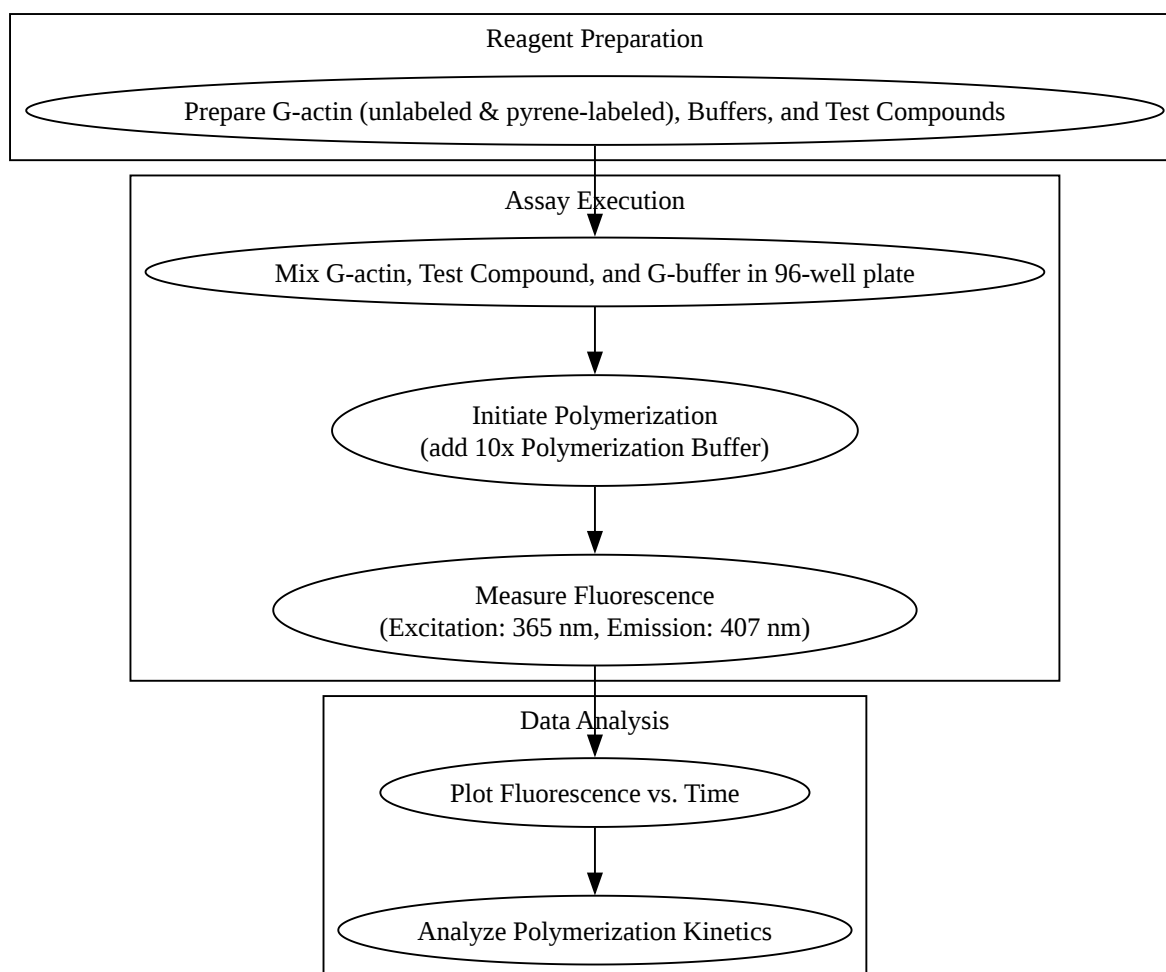 Reagent Preparation
Prepare G-actin (unlabeled & pyrene-labeled), Buffers, and Test Compounds
Assay Execution
Mix G-actin, Test Compound, and G-buffer in 96-well plate
Initiate Polymerization
(add 10x Polymerization Buffer)
Measure Fluorescence
(Excitation: 365 nm, Emission: 407 nm)
Data Analysis
Plot Fluorescence vs. Time
Analyze Polymerization Kinetics